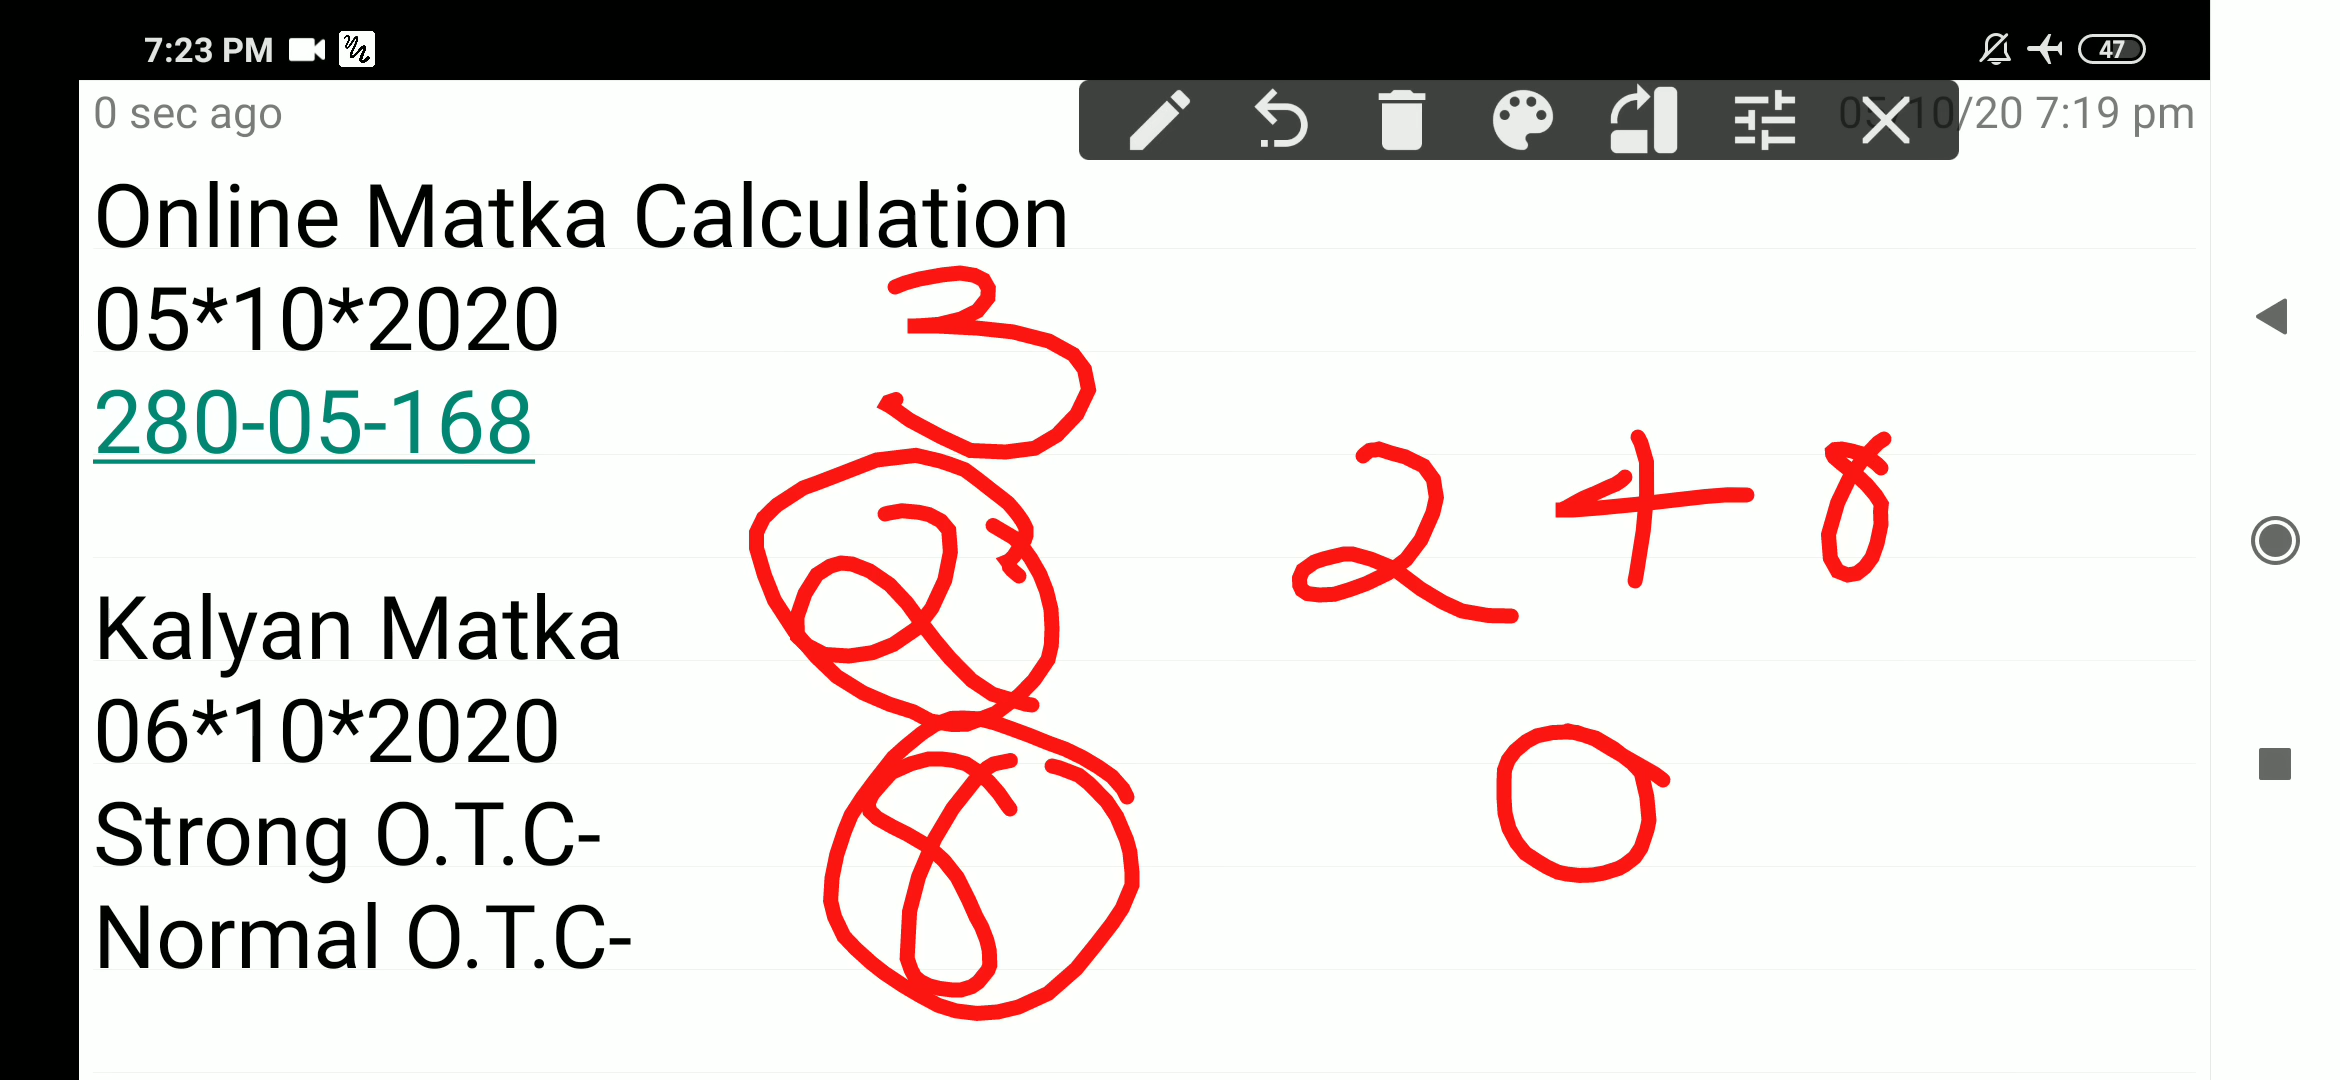 7:23 PM
47
0 sec ago
/20 7:19 pm
Online Matka Calculation
05*10*2020
3
280-05-168
2 + 8
2
Kalyan Matka
06*10*2020
0
Strong O.T.C-
8
Normal O.T.C-